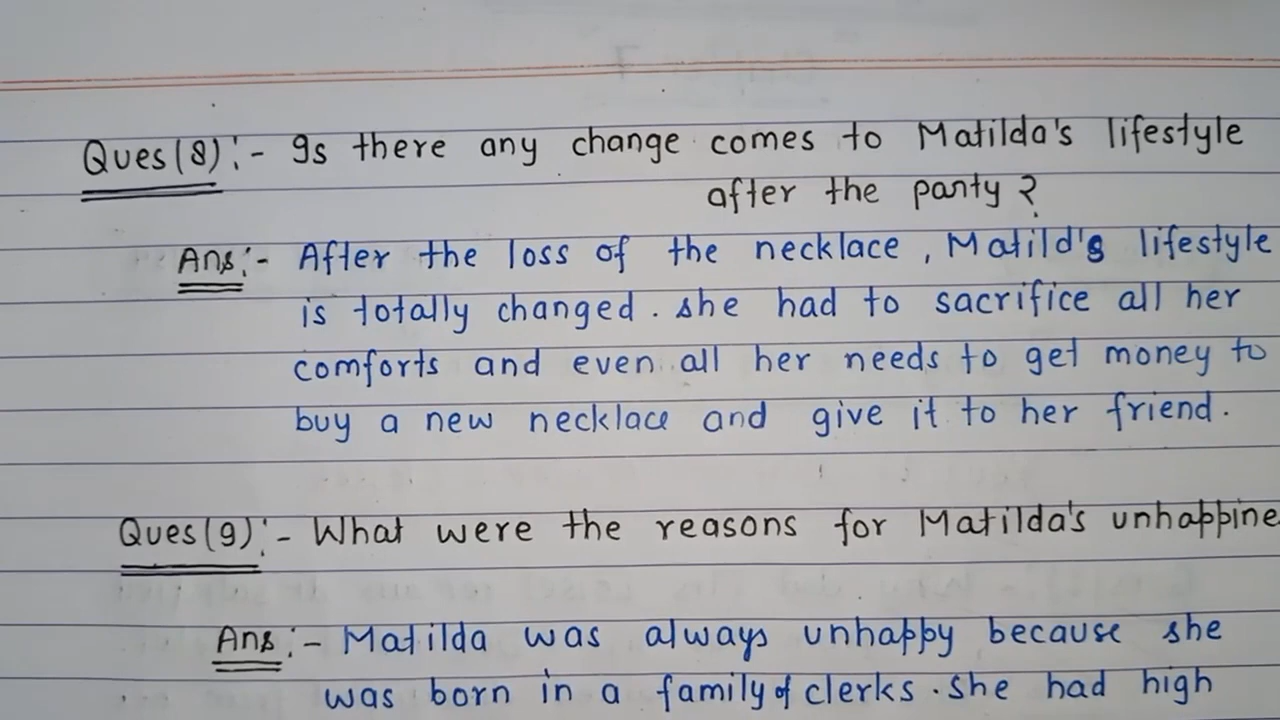 Ques(8):- Is there any change comes to Matilda's lifestyle
after the party?
Ans:- After the loss of the necklace, Matild's lifestyle
is totally changed. she had to sacrifice all her
comforts and even all her needs to get money to
buy a new necklace and give it to her friend.
Ques(9):- What were the reasons for Matilda's unhappine
Ans:- Matilda was always unhappy because she
was born in a family of clerks. she had high